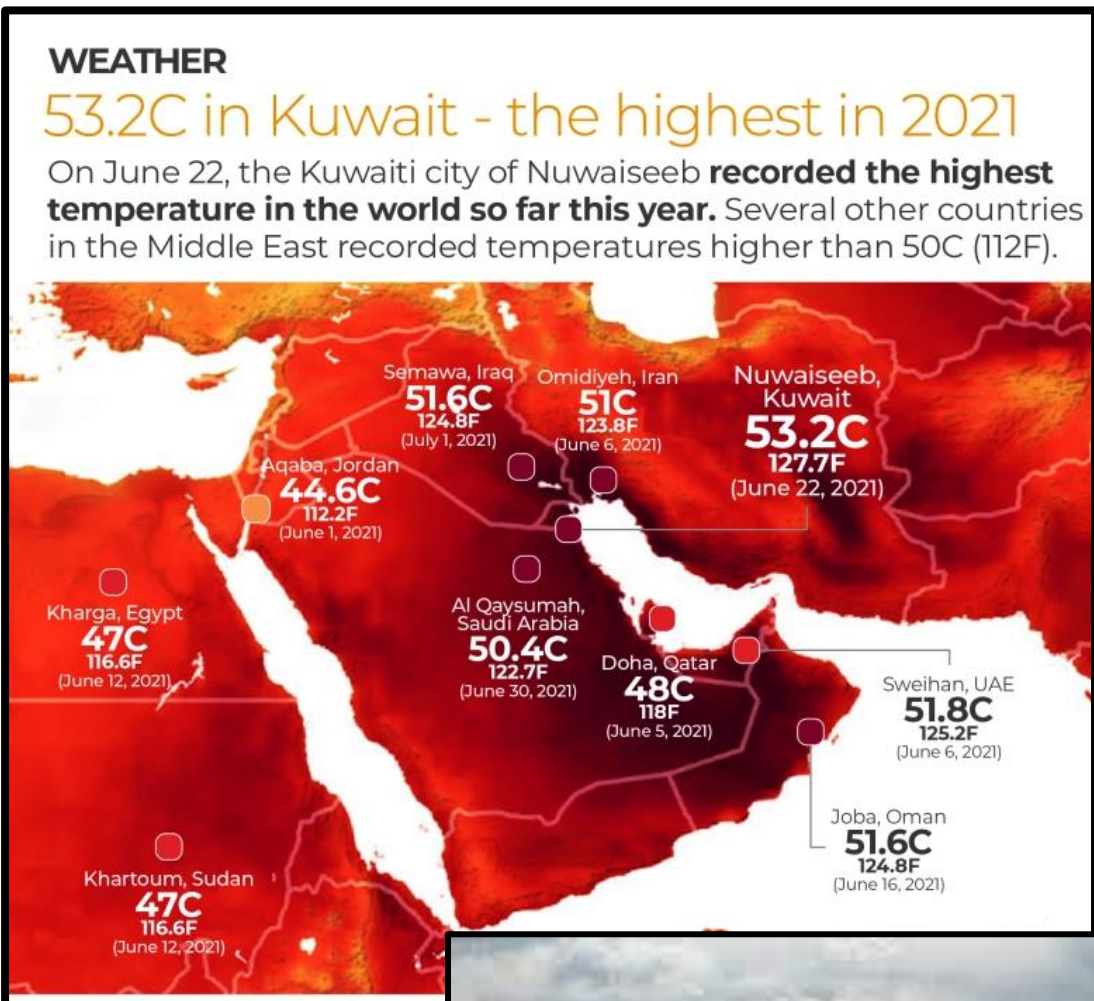 WEATHER
53.2C in Kuwait - the highest in 2021
On June 22, the Kuwaiti city of Nuwaiseeb recorded the highest
temperature in the world so far this year. Several other countries
in the Middle East recorded temperatures higher than 50C (112F).
Semawa, Iraq
51.6C
124.8F
(July 1, 2021)
Omidiyeh, Iran
51C
123.8F
(June 6, 2021)
Nuwaiseeb,
Kuwait
53.2C
127.7F
(June 22, 2021)
Aqaba, Jordan
44.6C
112.2F
(June 1, 2021)
Kharga, Egypt
47C
116.6F
(June 12, 2021)
Al Qaysumah,
Saudi Arabia
50.4C
122.7F
(June 30, 2021)
Doha, Qatar
48C
118F
(June 5, 2021)
Sweihan, UAE
51.8C
125.2F
(June 6, 2021)
Joba, Oman
51.6C
124.8F
(June 16, 2021)
Khartoum, Sudan
47C
116.6F
(June 12, 2021)